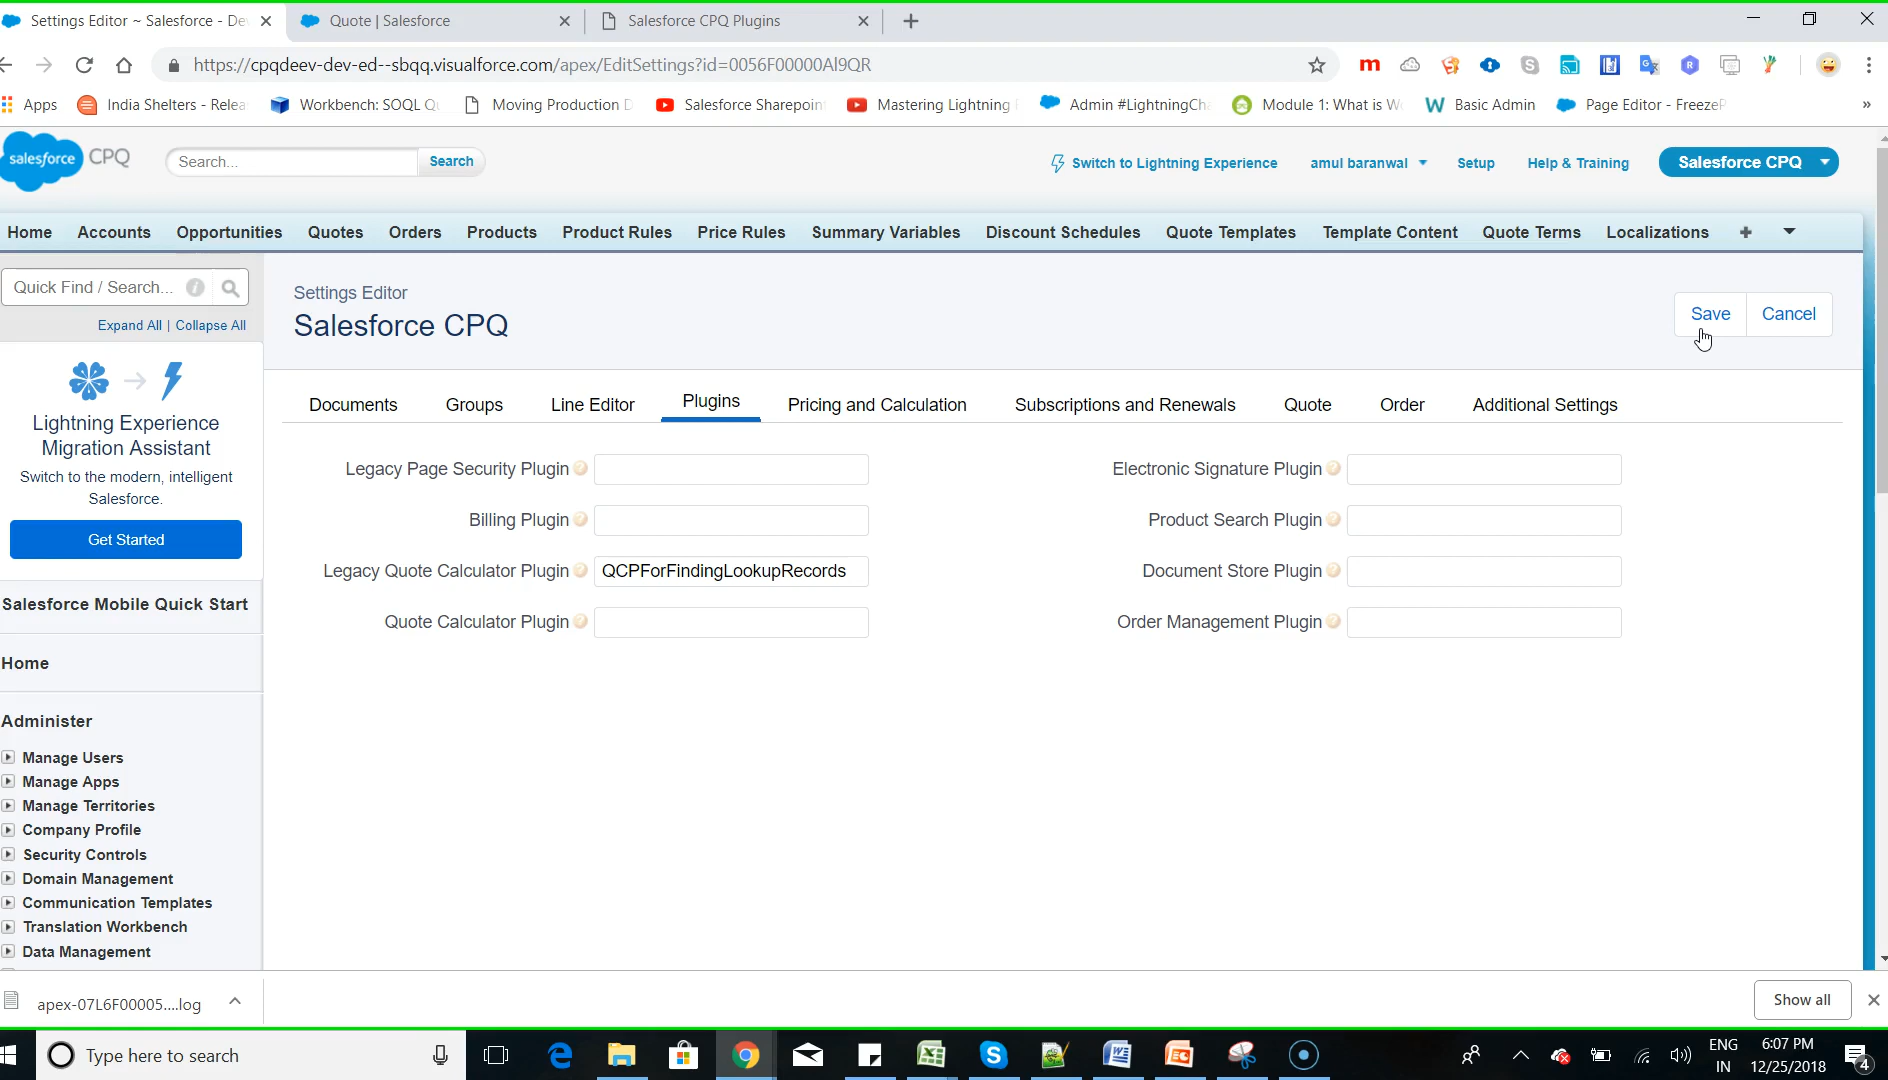 Settings Editor ~ Salesforce - De
Quote | Salesforce
Salesforce CPQ Plugins
https://cpqdeev-dev-ed--sbqq.visualforce.com/apex/EditSettings?id=0056F00000Al9QR
Apps
India Shelters - Relea
Workbench: SOQL Qu
Moving Production D
Salesforce Sharepoin
Mastering Lightning
Admin #LightningCha
Module 1: What is Wo
Basic Admin
Page Editor - FreezeP
»
salesforce CPQ
Search...
Search
Switch to Lightning Experience
amul baranwal
Setup
Help & Training
Salesforce CPQ
Home
Accounts
Opportunities
Quotes
Orders
Products
Product Rules
Price Rules
Summary Variables
Discount Schedules
Quote Templates
Template Content
Quote Terms
Localizations
+
Quick Find / Search...
Expand All | Collapse All
Lightning Experience
Migration Assistant
Switch to the modern, intelligent
Salesforce.
Get Started
Salesforce Mobile Quick Start
Home
Administer
Manage Users
Manage Apps
Manage Territories
Company Profile
Security Controls
Domain Management
Communication Templates
Translation Workbench
Data Management
Settings Editor
Salesforce CPQ
Save
Cancel
Documents
Groups
Line Editor
Plugins
Pricing and Calculation
Subscriptions and Renewals
Quote
Order
Additional Settings
Legacy Page Security Plugin
Electronic Signature Plugin
Billing Plugin
Product Search Plugin
Legacy Quote Calculator Plugin
QCPForFindingLookupRecords
Document Store Plugin
Quote Calculator Plugin
Order Management Plugin
apex-07L6F00005....log
Show all
Type here to search
ENG
IN
6:07 PM
12/25/2018
4